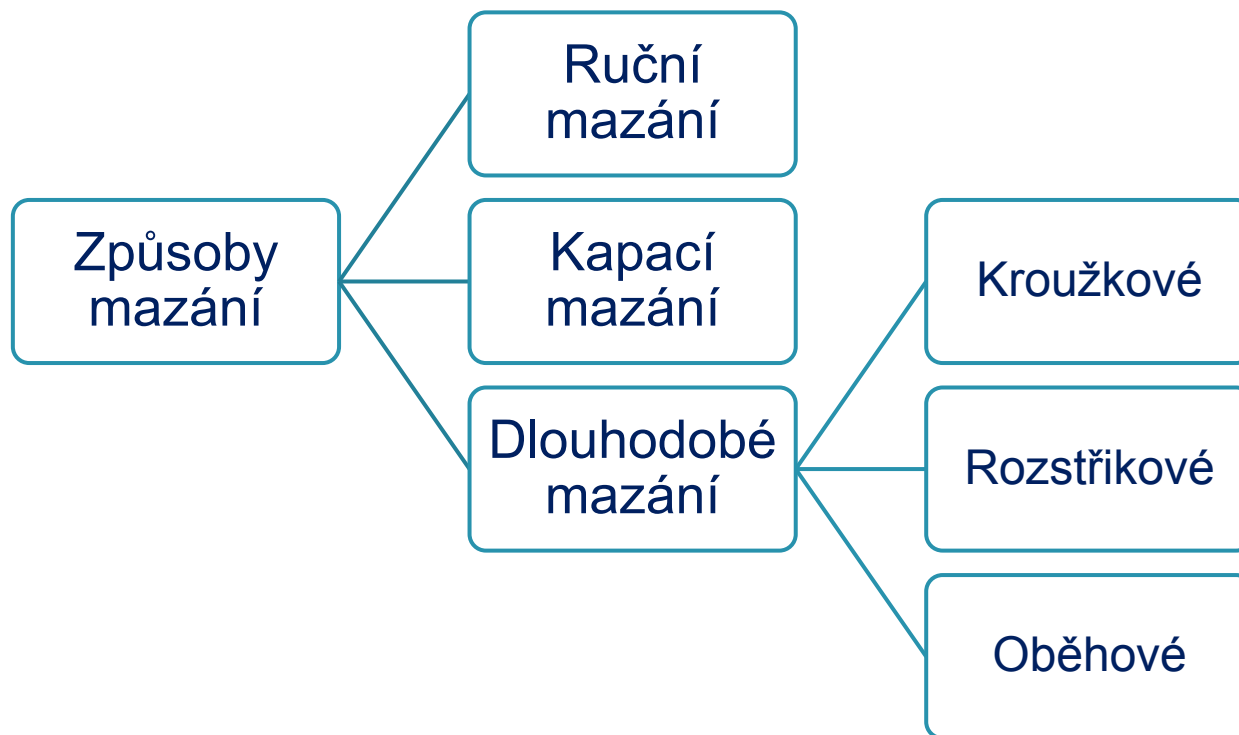 Způsoby
mazání
Ruční
mazání
Kapací
mazání
Dlouhodobé
mazání
Kroužkové
Rozstřikové
Oběhové